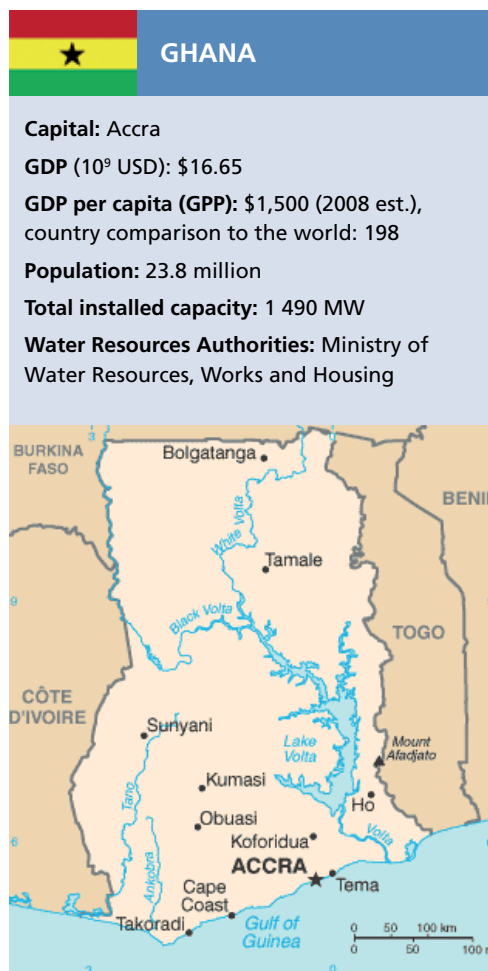 GHANA
Capital: Accra
GDP (10⁹ USD): $16.65
GDP per capita (GPP): $1,500 (2008 est.),
country comparison to the world: 198
Population: 23.8 million
Total installed capacity: 1 490 MW
Water Resources Authorities: Ministry of
Water Resources, Works and Housing
3
0
BURKINA
FASO
Bolgatanga
BENI
White Volta
Tamale
9
Black Volta
TOGO
CÔTE
D'IVOIRE
Sunyani
Lake
Volta
Mount
Afadjato
Kumasi
Ho
Tano
Obuasi
Koforidua
Volta
6
Ankobra
ACCRA
Tema
Cape
Coast
Takoradi
Gulf of
Guinea
0 50 100 km
0 50 100 m